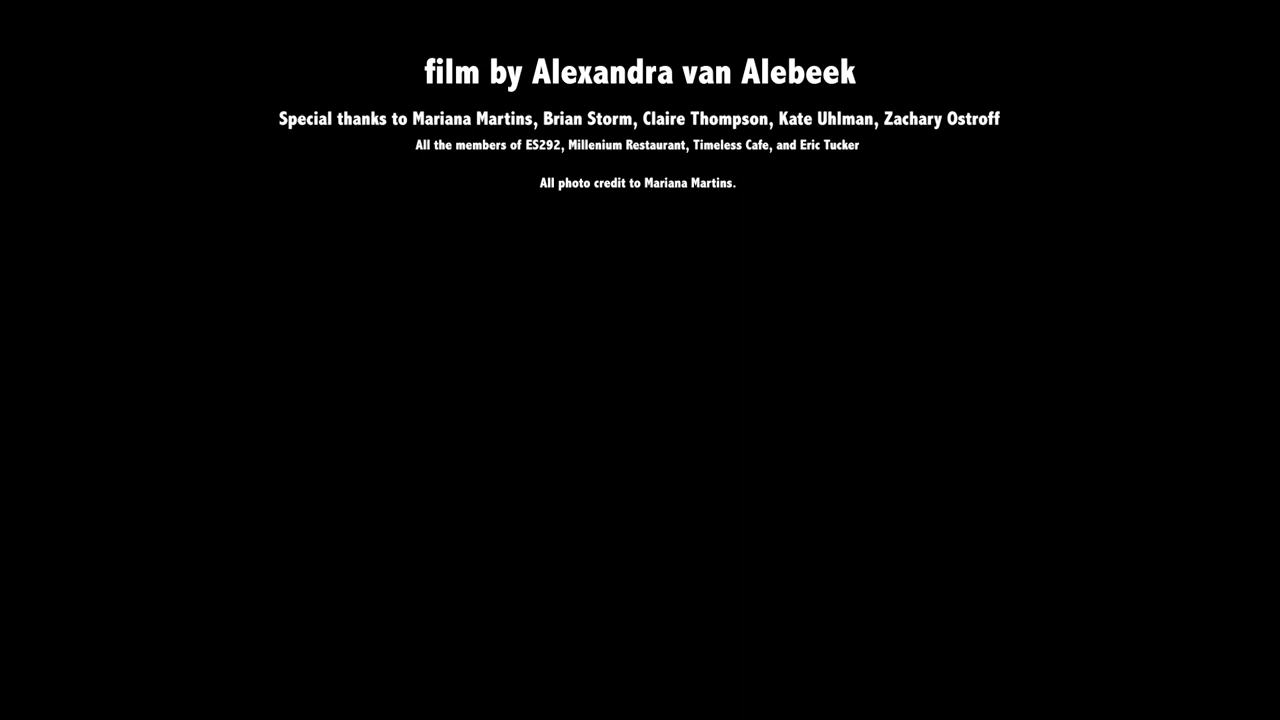 film by Alexandra van Alebeek
Special thanks to Mariana Martins, Brian Storm, Claire Thompson, Kate Uhlman, Zachary Ostroff
All the members of ES292, Millenium Restaurant, Timeless Cafe, and Eric Tucker
All photo credit to Mariana Martins.